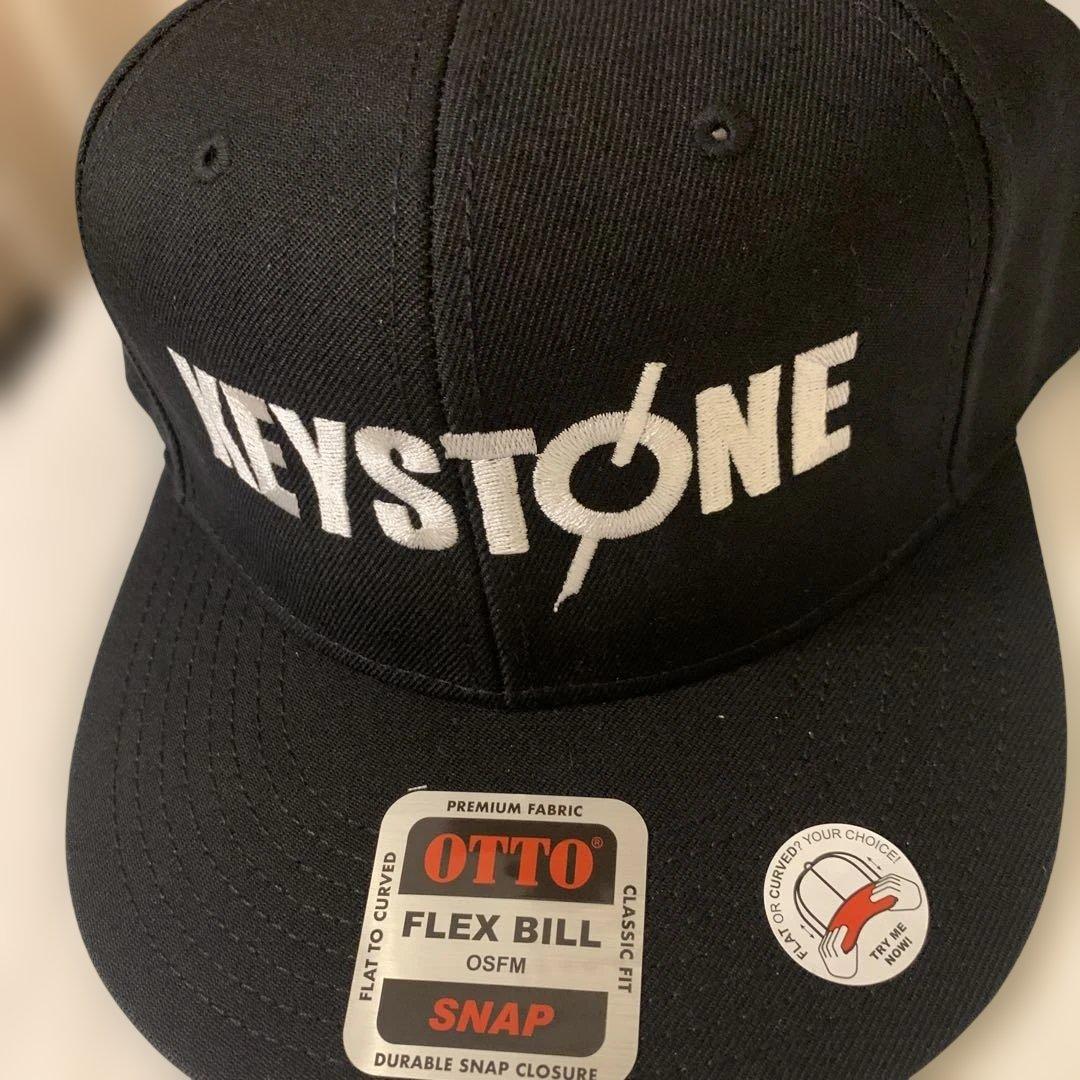 KEYSTONE
PREMIUM FABRIC
OTTO®
FLAT TO CURVED
FLEX BILL
CLASSIC FIT
OSFM
SNAP
DURABLE SNAP CLOSURE
FLAT OR CURVED? YOUR CHOICE!
TRY ME
NOW!